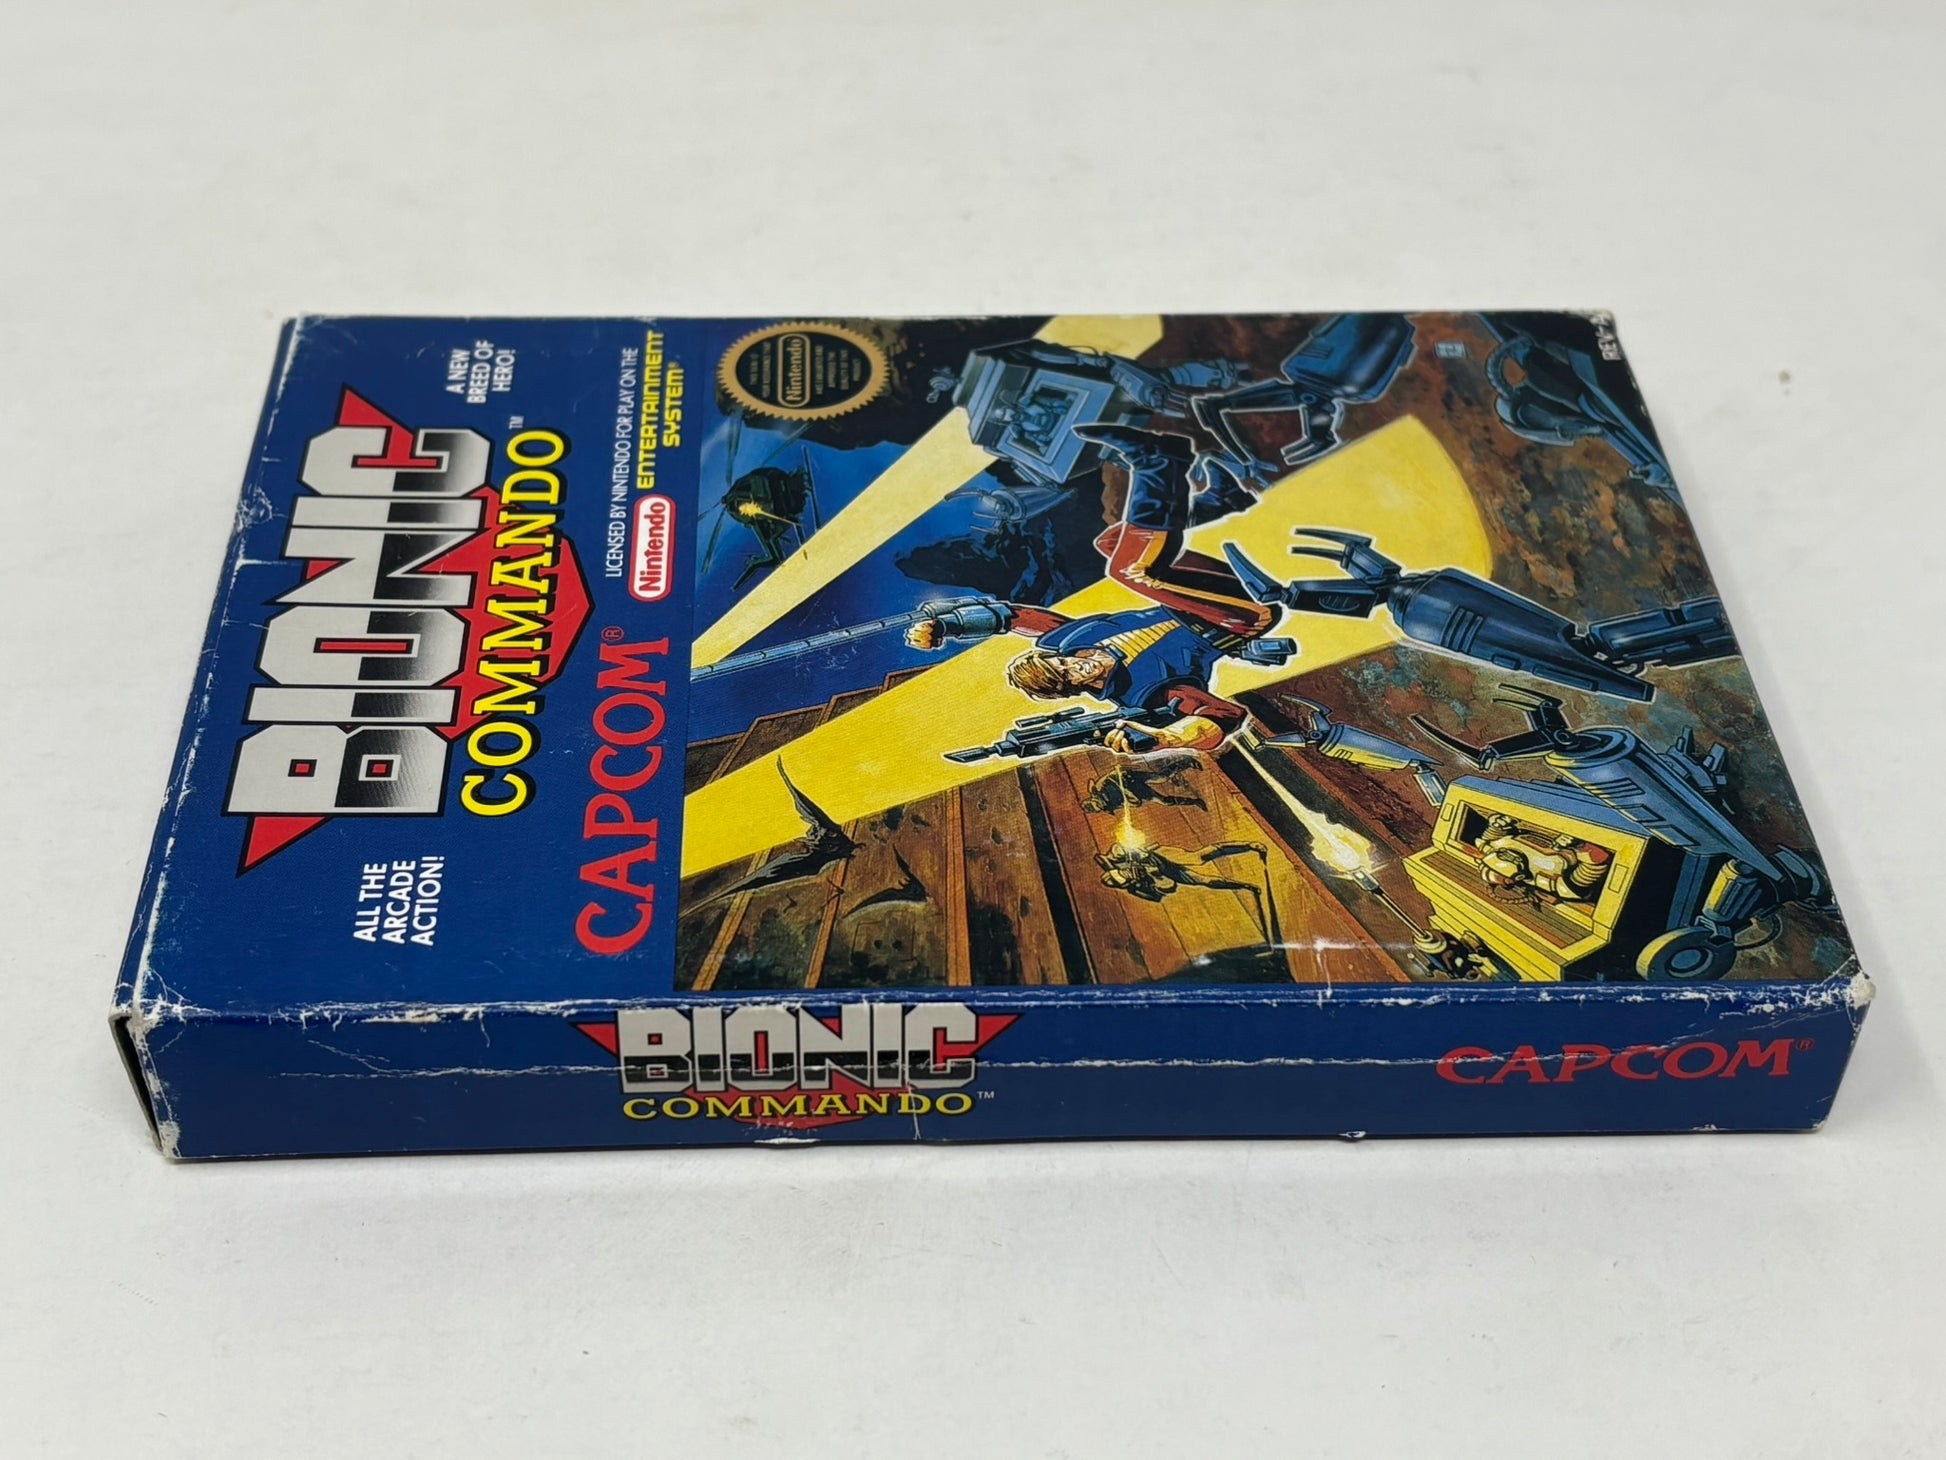 ALL THE
ARCADE
ACTION!
BIONIC
COMMANDO™
A NEW
BREED OF
HERO!
CAPCOM®
LICENSED BY NINTENDO FOR PLAY ON THE
Nintendo
ENTERTAINMENT
SYSTEM®
Nintendo
REV-A
BIONIC
COMMANDO™
CAPCOM®